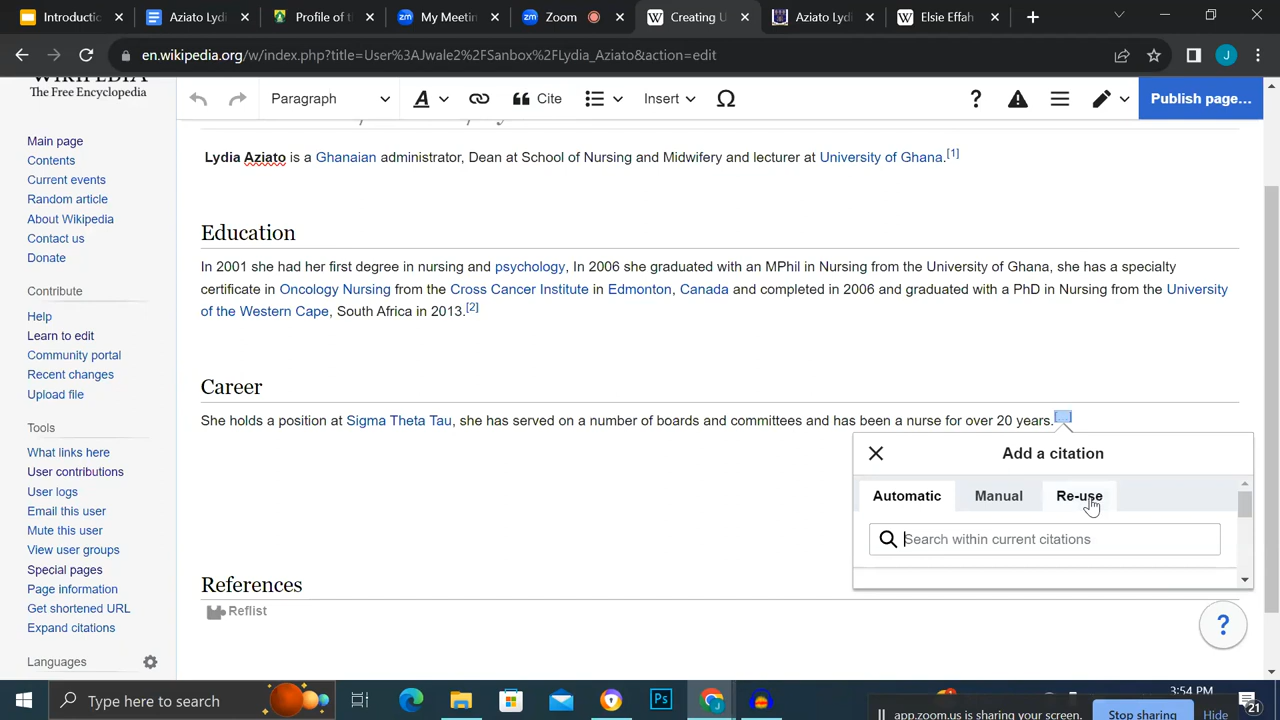 Introductic
Aziato Lydia
Profile of t
My Meetin
Zoom
Creating U
Aziato Lydi
Elsie Effah
en.wikipedia.org/w/index.php?title=User%3AJwale2%2FSanbox%2FLydia_Aziato&action=edit
J
WIKIPEDIA
The Free Encyclopedia
Paragraph
A
Cite
Insert
Ω
?
Publish page...
Main page
Contents
Current events
Random article
About Wikipedia
Contact us
Donate
Contribute
Help
Learn to edit
Community portal
Recent changes
Upload file
Tools
What links here
User contributions
User logs
Email this user
Mute this user
View user groups
Special pages
Page information
Get shortened URL
Expand citations
Languages
Lydia Aziato is a Ghanaian administrator, Dean at School of Nursing and Midwifery and lecturer at University of Ghana.[1]
Education
In 2001 she had her first degree in nursing and psychology, In 2006 she graduated with an MPhil in Nursing from the University of Ghana, she has a specialty
certificate in Oncology Nursing from the Cross Cancer Institute in Edmonton, Canada and completed in 2006 and graduated with a PhD in Nursing from the University
of the Western Cape, South Africa in 2013.[2]
Career
She holds a position at Sigma Theta Tau, she has served on a number of boards and committees and has been a nurse for over 20 years.
Add a citation
Automatic
Manual
Re-use
Search within current citations
References
Reflist
?
Type here to search
Ps
3:54 PM
21
app.zoom.us is sharing your screen.
Stop sharing
Hide